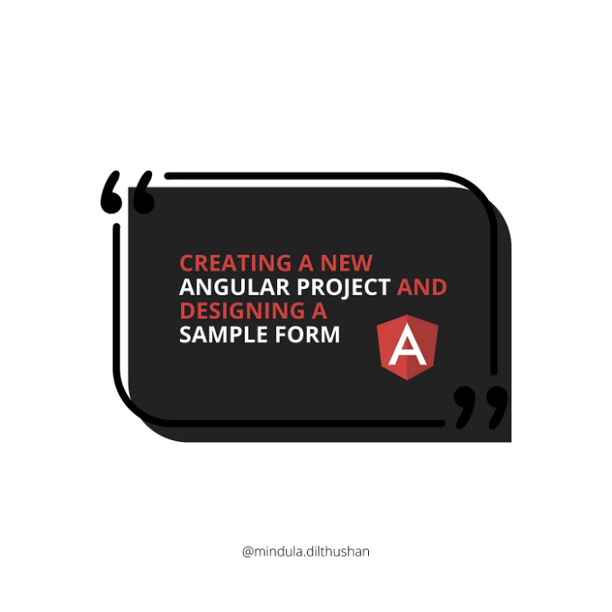 CREATING A NEW
ANGULAR PROJECT AND
DESIGNING A
SAMPLE FORM
A
@mindula.dilthushan